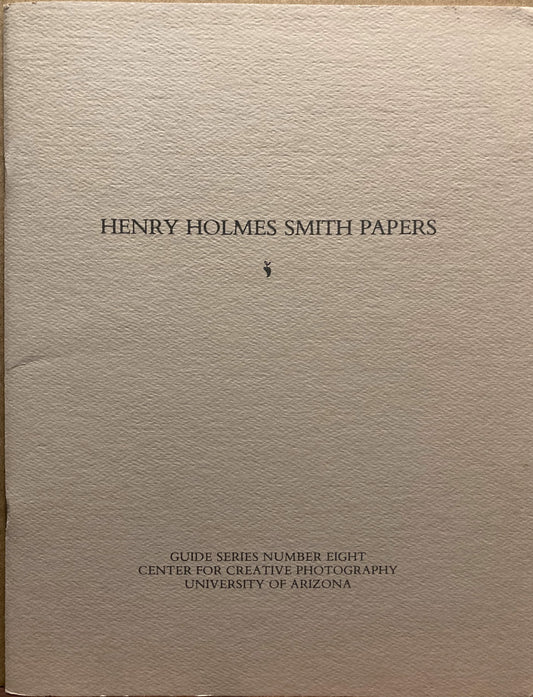 HENRY HOLMES SMITH PAPERS
GUIDE SERIES NUMBER EIGHT
CENTER FOR CREATIVE PHOTOGRAPHY
UNIVERSITY OF ARIZONA